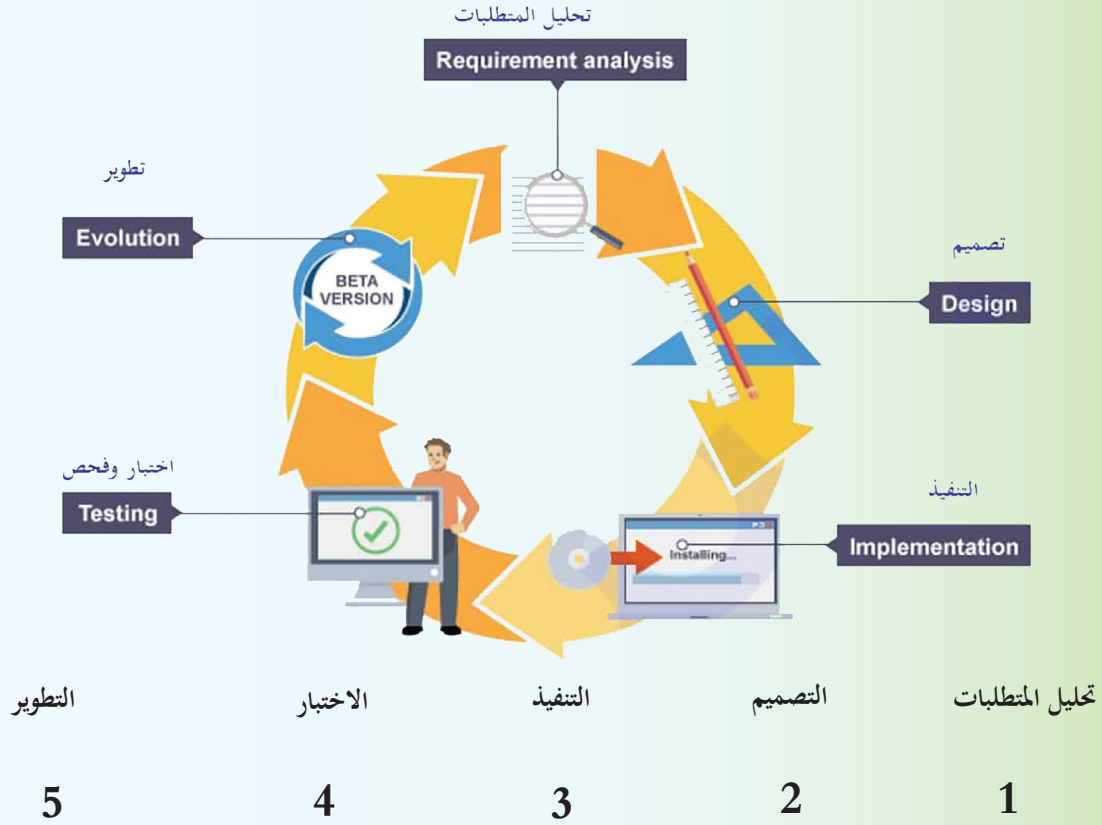 تحليل المتطلبات
Requirement analysis
تطوير
Evolution
BETA
VERSION
تصميم
Design
اختبار وفحص
Testing
التنفيذ
Implementation
Installing...
تحليل المتطلبات التصميم التنفيذ الاختبار التطوير
1 2 3 4 5